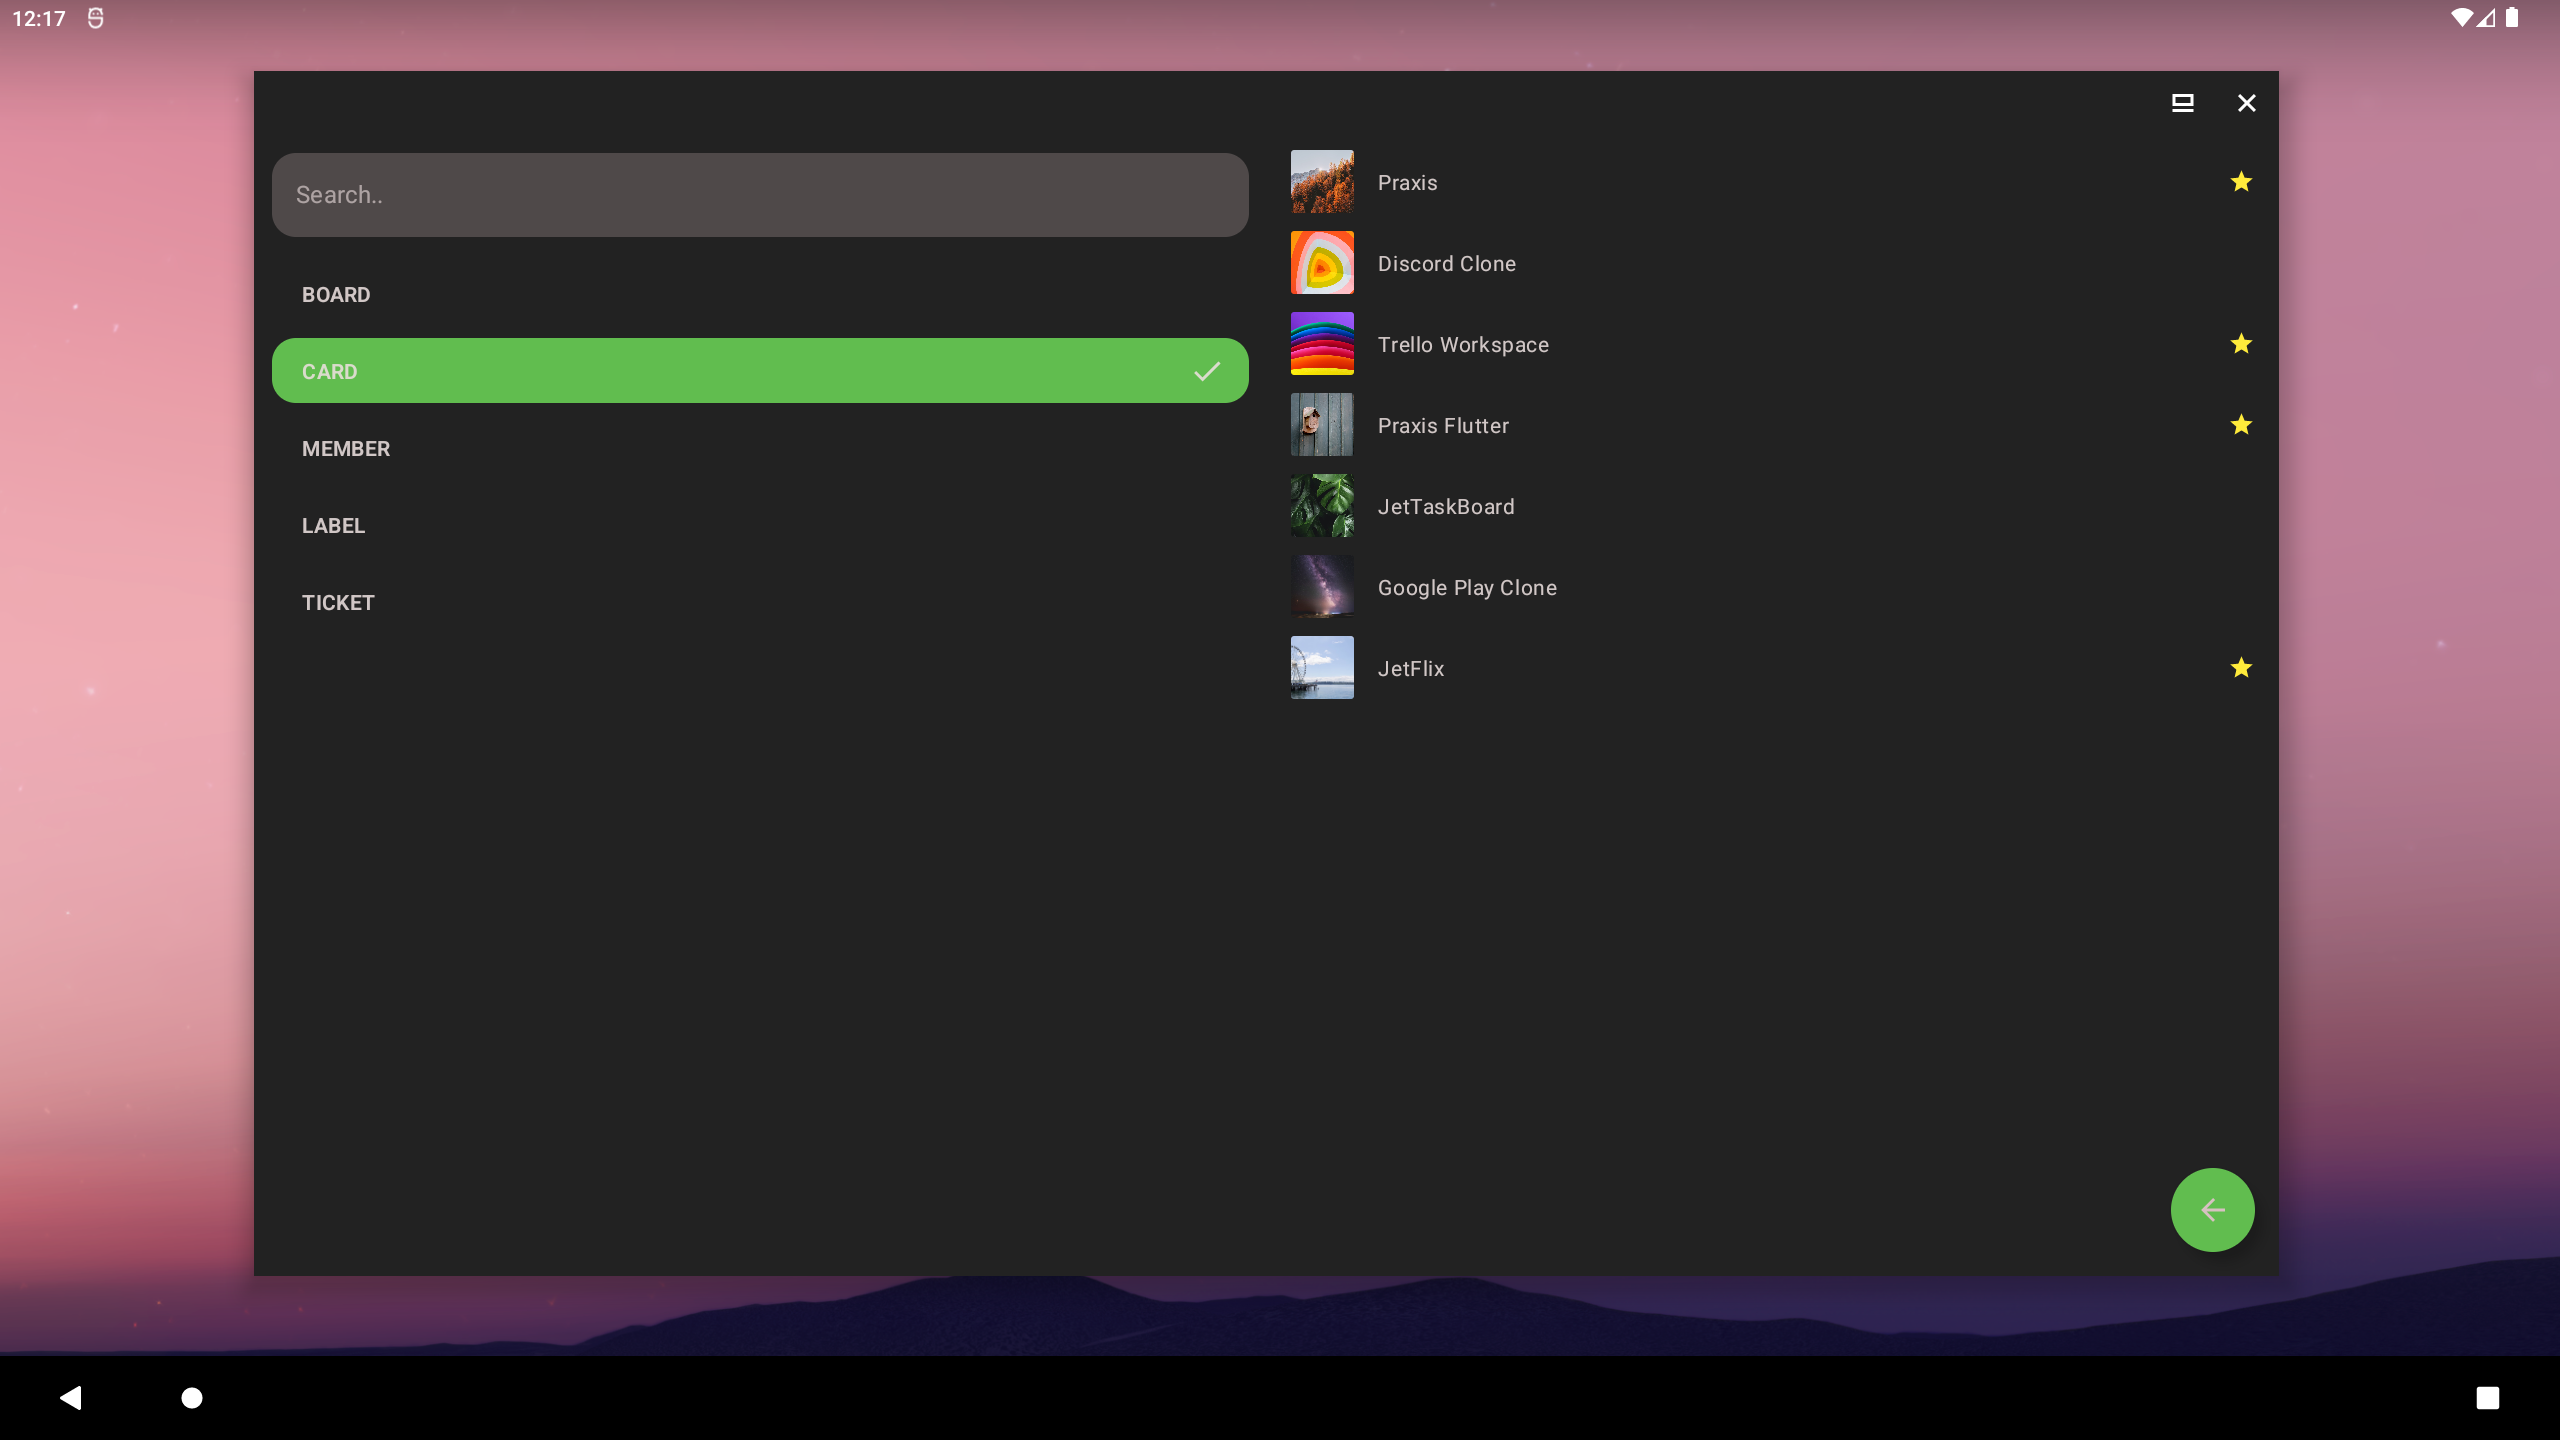 12:17
Search..
BOARD
CARD
MEMBER
LABEL
TICKET
Praxis
Discord Clone
Trello Workspace
Praxis Flutter
JetTaskBoard
Google Play Clone
JetFlix